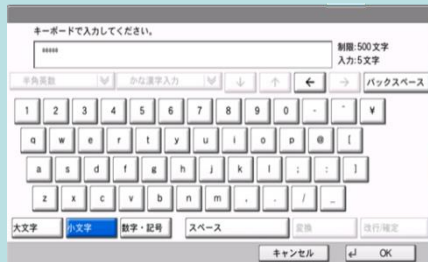 キーボードで入力してください。
*****
制限:500文字
入力:5文字
半角英数 かな漢字入力 ↓ ↑ ← → バックスペース
1 2 3 4 5 6 7 8 9 0 - ^ ¥
q w e r t y u i o p @ [
a s d f g h j k l ; : ]
z x c v b n m , . / _
大文字 小文字 数字・記号 スペース 変換 改行/確定
キャンセル OK